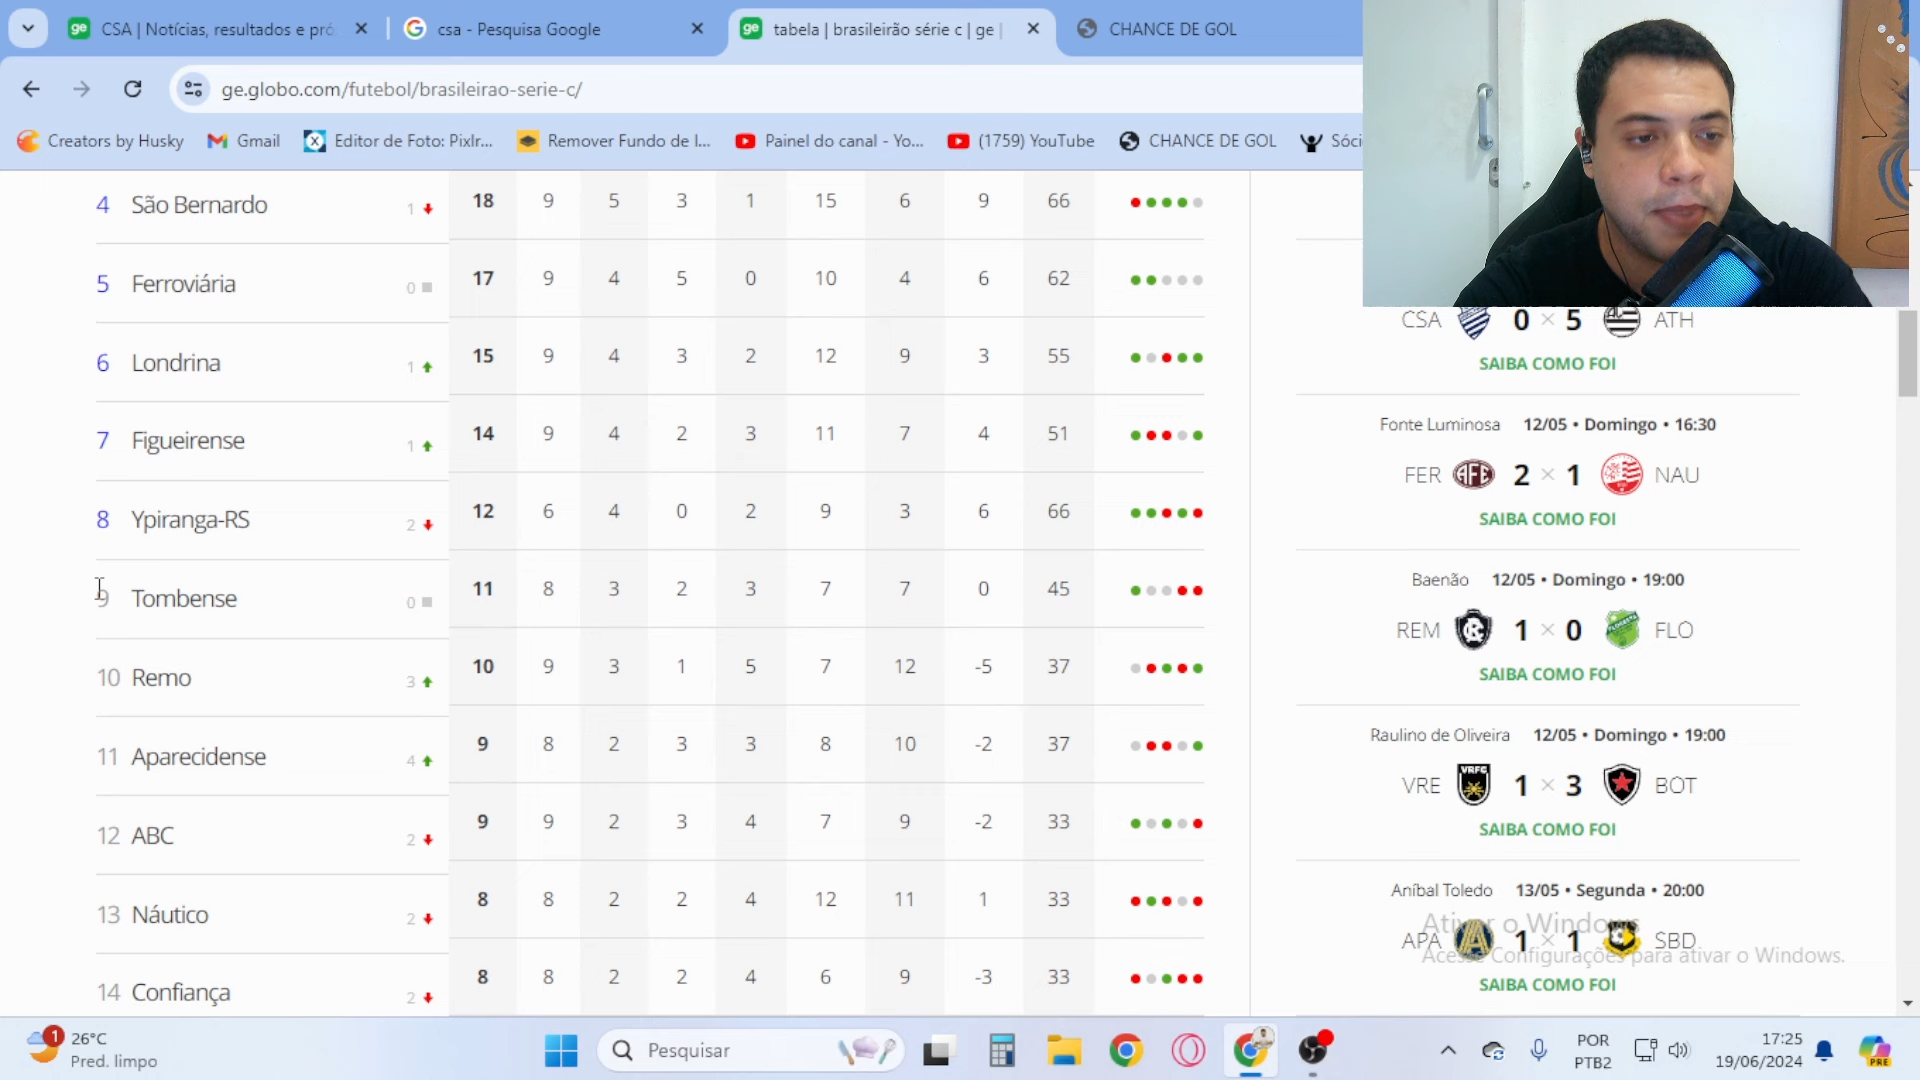 CSA | Notícias, resultados e pró
csa - Pesquisa Google
tabela | brasileirão série c | ge |
CHANCE DE GOL
ge.globo.com/futebol/brasileirao-serie-c/
Creators by Husky
Gmail
Editor de Foto: Pixlr...
Remover Fundo de I...
Painel do canal - Yo...
(1759) YouTube
CHANCE DE GOL
Sóci
4 São Bernardo 1 18 9 5 3 1 15 6 9 66
5 Ferroviária 0 17 9 4 5 0 10 4 6 62
6 Londrina 1 15 9 4 3 2 12 9 3 55
7 Figueirense 1 14 9 4 2 3 11 7 4 51
8 Ypiranga-RS 2 12 6 4 0 2 9 3 6 66
9 Tombense 0 11 8 3 2 3 7 7 0 45
10 Remo 3 10 9 3 1 5 7 12 -5 37
11 Aparecidense 4 9 8 2 3 3 8 10 -2 37
12 ABC 2 9 9 2 3 4 7 9 -2 33
13 Náutico 2 8 8 2 2 4 12 11 1 33
14 Confiança 2 8 8 2 2 4 6 9 -3 33
CSA 0 × 5 ATH
SAIBA COMO FOI
Fonte Luminosa 12/05 • Domingo • 16:30
FER AFE 2 × 1 NAU
SAIBA COMO FOI
Baenão 12/05 • Domingo • 19:00
REM 1 × 0 FLO
SAIBA COMO FOI
Raulino de Oliveira 12/05 • Domingo • 19:00
VRE VRFC 1 × 3 BOT
SAIBA COMO FOI
Aníbal Toledo 13/05 • Segunda • 20:00
APA 1 × 1 SBD
SAIBA COMO FOI
Ativar o Windows
Acesse Configurações para ativar o Windows.
1
26°C
Pred. limpo
Pesquisar
POR
PTB2
17:25
19/06/2024
PRE